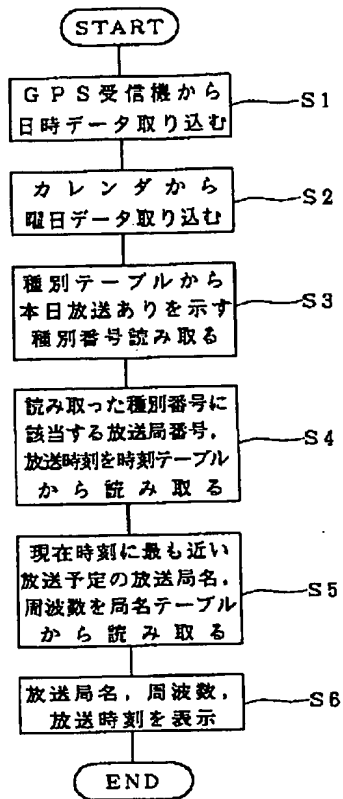 START
GPS受信機から
日時データ取り込む
S1
カレンダから
曜日データ取り込む
S2
種別テーブルから
本日放送ありを示す
種別番号読み取る
S3
読み取った種別番号に
該当する放送局番号,
放送時刻を時刻テーブル
から読み取る
S4
現在時刻に最も近い
放送予定の放送局名,
周波数を局名テーブル
から読み取る
S5
放送局名,周波数,
放送時刻を表示
S6
END